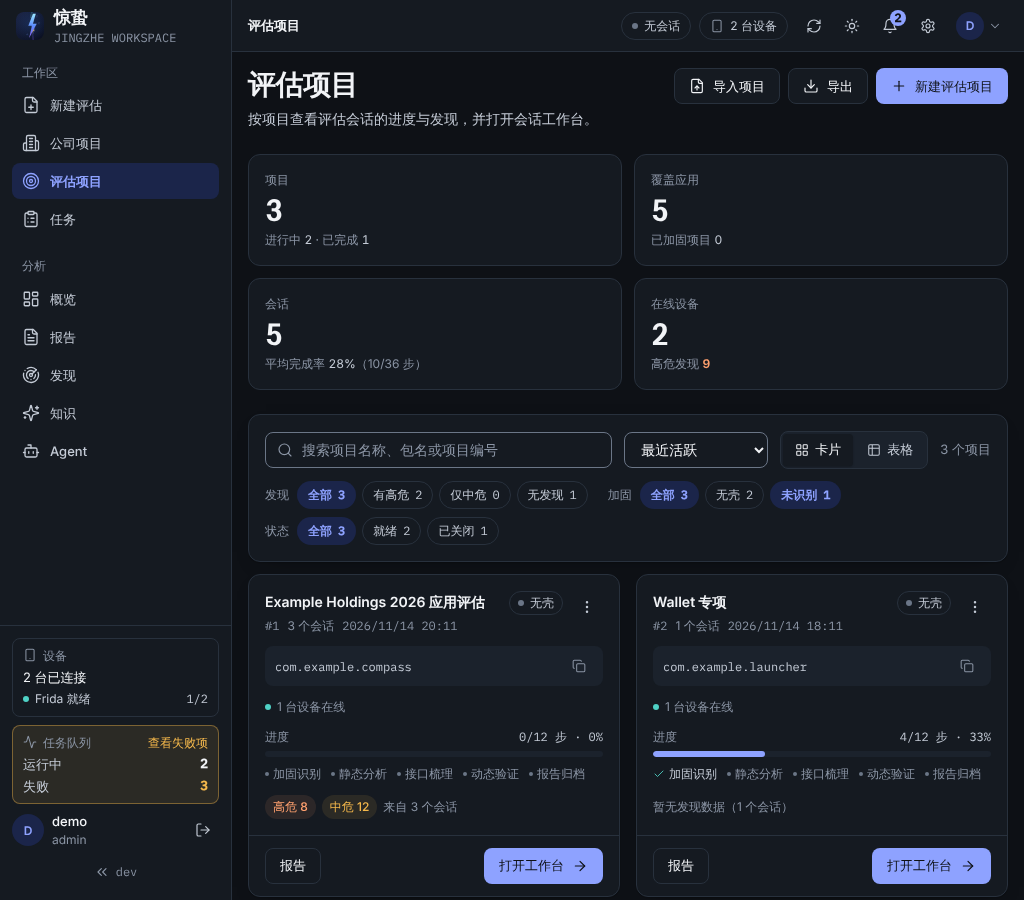 惊蛰
JINGZHE WORKSPACE
工作区
新建评估
公司项目
评估项目
任务
分析
概览
报告
发现
知识
Agent
设备
2 台已连接
Frida 就绪 1/2
任务队列 查看失败项
运行中 2
失败 3
D demo
admin
dev
评估项目 无会话 2 台设备 2 D
评估项目
导入项目 导出 新建评估项目
按项目查看评估会话的进度与发现，并打开会话工作台。
项目
3
进行中 2 · 已完成 1
覆盖应用
5
已加固项目 0
会话
5
平均完成率 28%（10/36 步）
在线设备
2
高危发现 9
搜索项目名称、包名或项目编号 最近活跃 卡片 表格 3 个项目
发现 全部 3 有高危 2 仅中危 0 无发现 1 加固 全部 3 无壳 2 未识别 1
状态 全部 3 就绪 2 已关闭 1
Example Holdings 2026 应用评估 无壳
#1 3 个会话 2026/11/14 20:11
com.example.compass
1 台设备在线
进度 0/12 步 · 0%
加固识别 静态分析 接口梳理 动态验证 报告归档
高危 8 中危 12 来自 3 个会话
报告 打开工作台
Wallet 专项 无壳
#2 1 个会话 2026/11/14 18:11
com.example.launcher
1 台设备在线
进度 4/12 步 · 33%
加固识别 静态分析 接口梳理 动态验证 报告归档
暂无发现数据（1 个会话）
报告 打开工作台